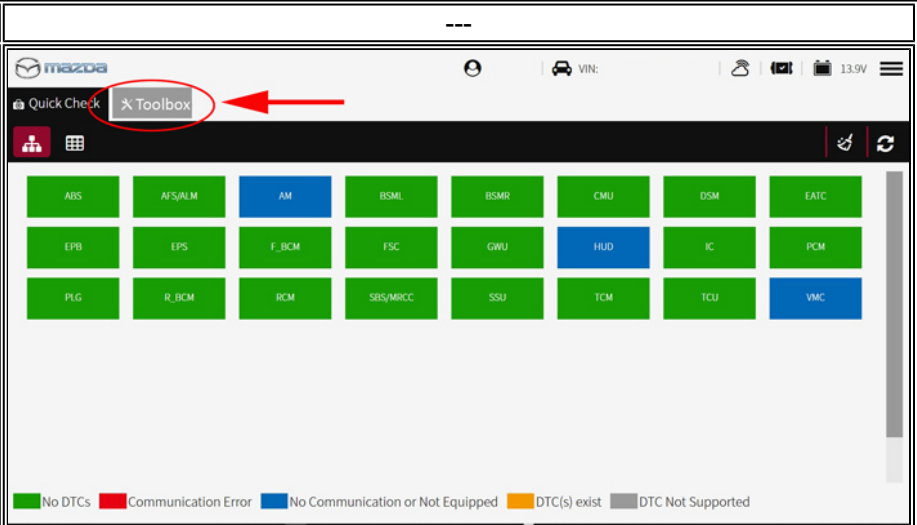 ---
mazda VIN: 13.9V
Quick Check Toolbox
ABS AFS/ALM AM BSML BSMR CMU DSM EATC
EPB EPS F_BCM FSC GWU HUD IC PCM
PLG R_BCM RCM SBS/MRCC SSU TCM TCU VMC
No DTCs Communication Error No Communication or Not Equipped DTC(s) exist DTC Not Supported